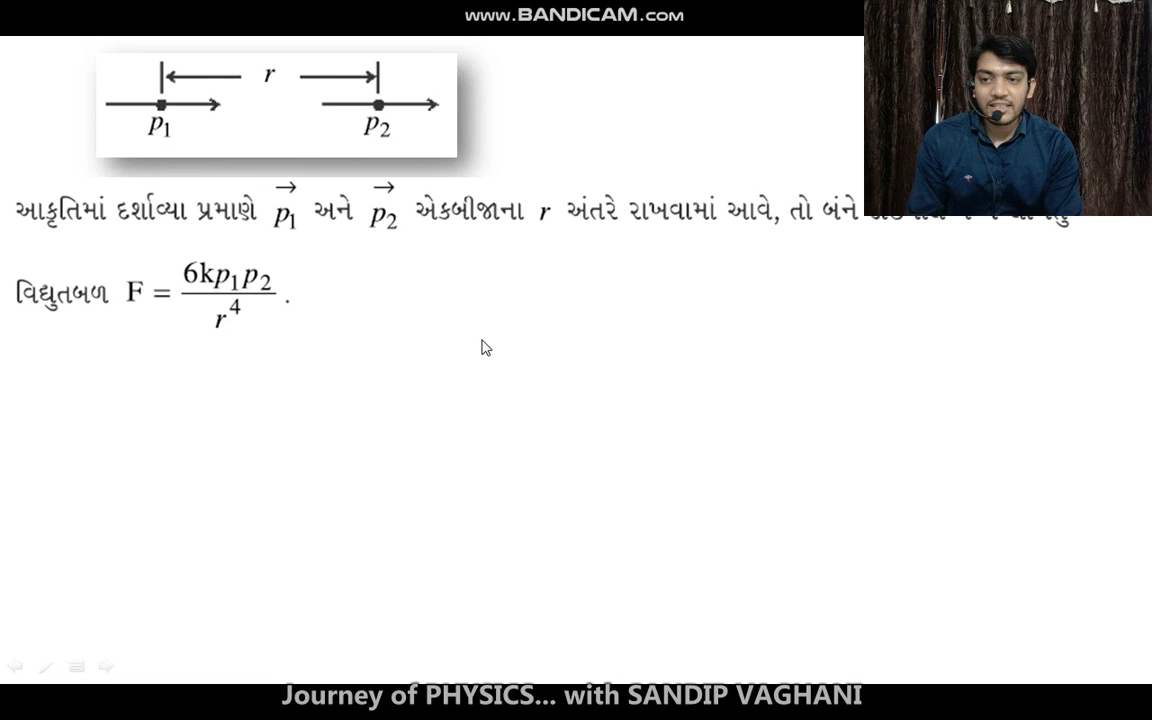 www.BANDICAM.com
r
p₁ p₂
આકૃતિમાં દર્શાવ્યા પ્રમાણે p₁→ અને p₂→ એકબીજાના r અંતરે રાખવામાં આવે, તો બંને
વિદ્યુતબળ F = 6kp₁p₂ / r⁴ .
Journey of PHYSICS... with SANDIP VAGHANI